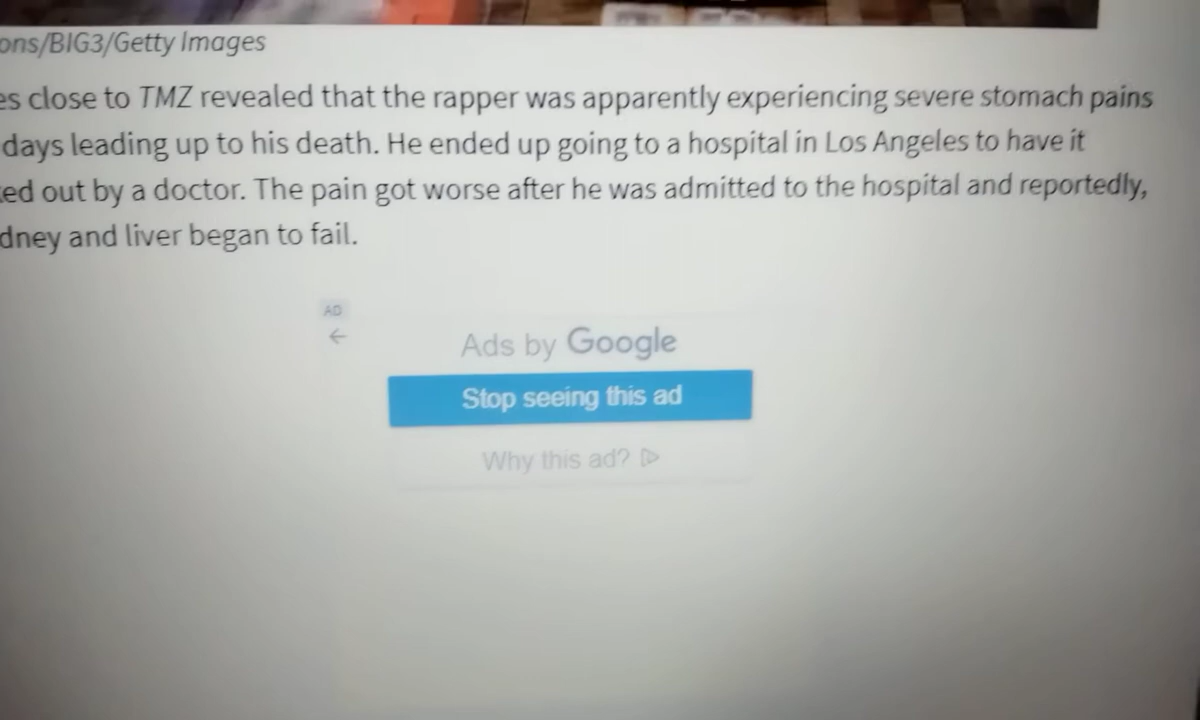 ons/BIG3/Getty Images
es close to TMZ revealed that the rapper was apparently experiencing severe stomach pains
days leading up to his death. He ended up going to a hospital in Los Angeles to have it
ed out by a doctor. The pain got worse after he was admitted to the hospital and reportedly,
dney and liver began to fail.
AD
Ads by Google
Stop seeing this ad
Why this ad?